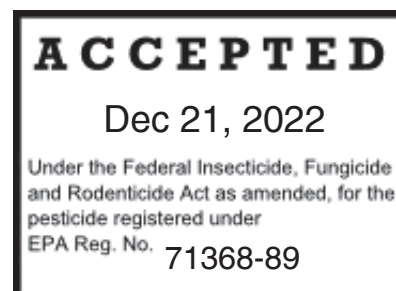 ACCEPTED
Dec 21, 2022
Under the Federal Insecticide, Fungicide
and Rodenticide Act as amended, for the
pesticide registered under
EPA Reg. No. 71368-89